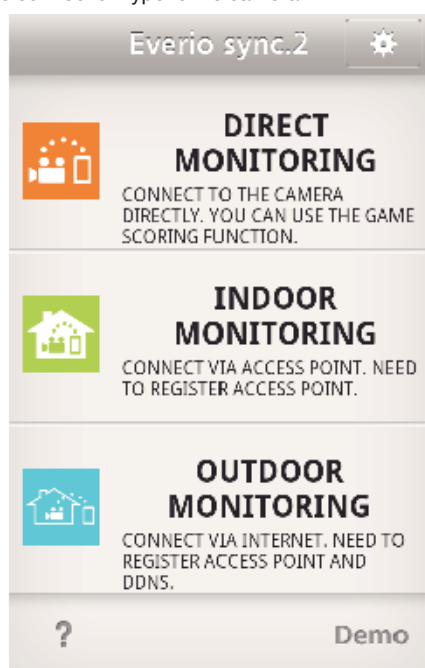 Everio sync.2
DIRECT
MONITORING
CONNECT TO THE CAMERA
DIRECTLY. YOU CAN USE THE GAME
SCORING FUNCTION.
INDOOR
MONITORING
CONNECT VIA ACCESS POINT. NEED
TO REGISTER ACCESS POINT.
OUTDOOR
MONITORING
CONNECT VIA INTERNET. NEED TO
REGISTER ACCESS POINT AND
DDNS.
? Demo